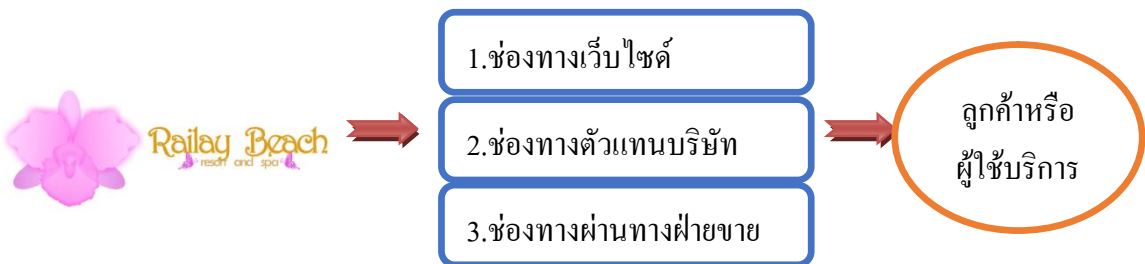 Railay Beach
resort and spa
1.ช่องทางเว็บไซด์
2.ช่องทางตัวแทนบริษัท
3.ช่องทางผ่านทางฝ่ายขาย
ลูกค้าหรือ
ผู้ใช้บริการ